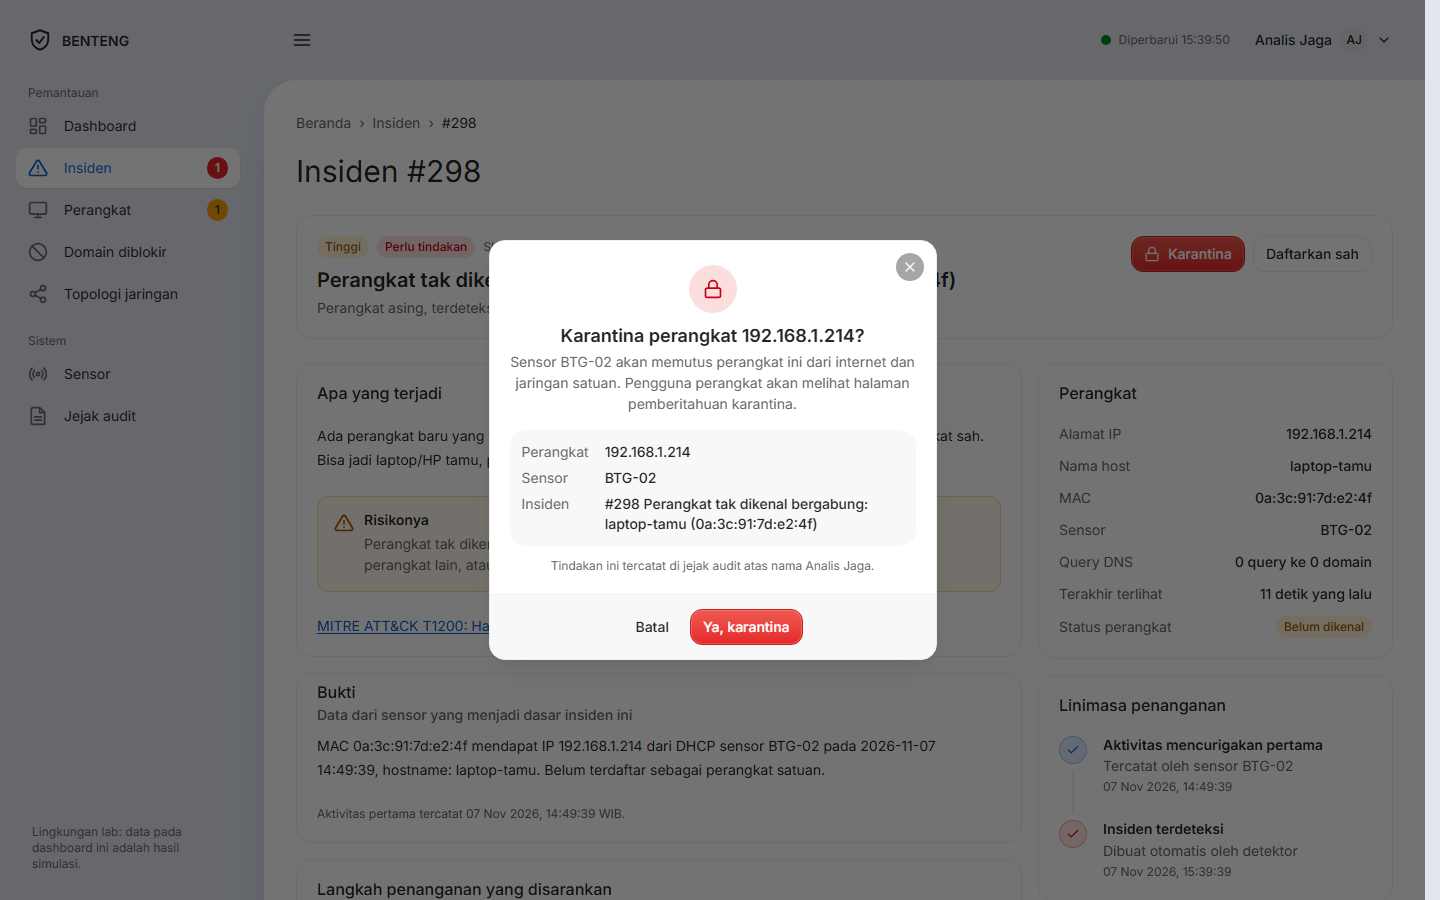 BENTENG
Diperbarui 15:39:50
Analis Jaga
AJ
Pemantauan
Dashboard
Insiden
1
Perangkat
1
Domain diblokir
Topologi jaringan
Sistem
Sensor
Jejak audit
Lingkungan lab: data pada
dashboard ini adalah hasil
simulasi.
Beranda › Insiden › #298
Insiden #298
Tinggi
Perlu tindakan
Perangkat tak
4f)
Perangkat asing,
Karantina
Daftarkan sah
Apa yang terjadi
Ada perangkat baru yang
sah.
Bisa jadi laptop/HP tamu,
Risikonya
Perangkat tak
perangkat lain,
MITRE ATT&CK T1200:
Karantina perangkat 192.168.1.214?
Sensor BTG-02 akan memutus perangkat ini dari internet dan
jaringan satuan. Pengguna perangkat akan melihat halaman
pemberitahuan karantina.
Perangkat 192.168.1.214
Sensor BTG-02
Insiden #298 Perangkat tak dikenal bergabung:
laptop-tamu (0a:3c:91:7d:e2:4f)
Tindakan ini tercatat di jejak audit atas nama Analis Jaga.
Batal
Ya, karantina
Bukti
Data dari sensor yang menjadi dasar insiden ini
MAC 0a:3c:91:7d:e2:4f mendapat IP 192.168.1.214 dari DHCP sensor BTG-02 pada 2026-11-07
14:49:39, hostname: laptop-tamu. Belum terdaftar sebagai perangkat satuan.
Aktivitas pertama tercatat 07 Nov 2026, 14:49:39 WIB.
Langkah penanganan yang disarankan
Perangkat
Alamat IP 192.168.1.214
Nama host laptop-tamu
MAC 0a:3c:91:7d:e2:4f
Sensor BTG-02
Query DNS 0 query ke 0 domain
Terakhir terlihat 11 detik yang lalu
Status perangkat Belum dikenal
Linimasa penanganan
Aktivitas mencurigakan pertama
Tercatat oleh sensor BTG-02
07 Nov 2026, 14:49:39
Insiden terdeteksi
Dibuat otomatis oleh detektor
07 Nov 2026, 15:39:39